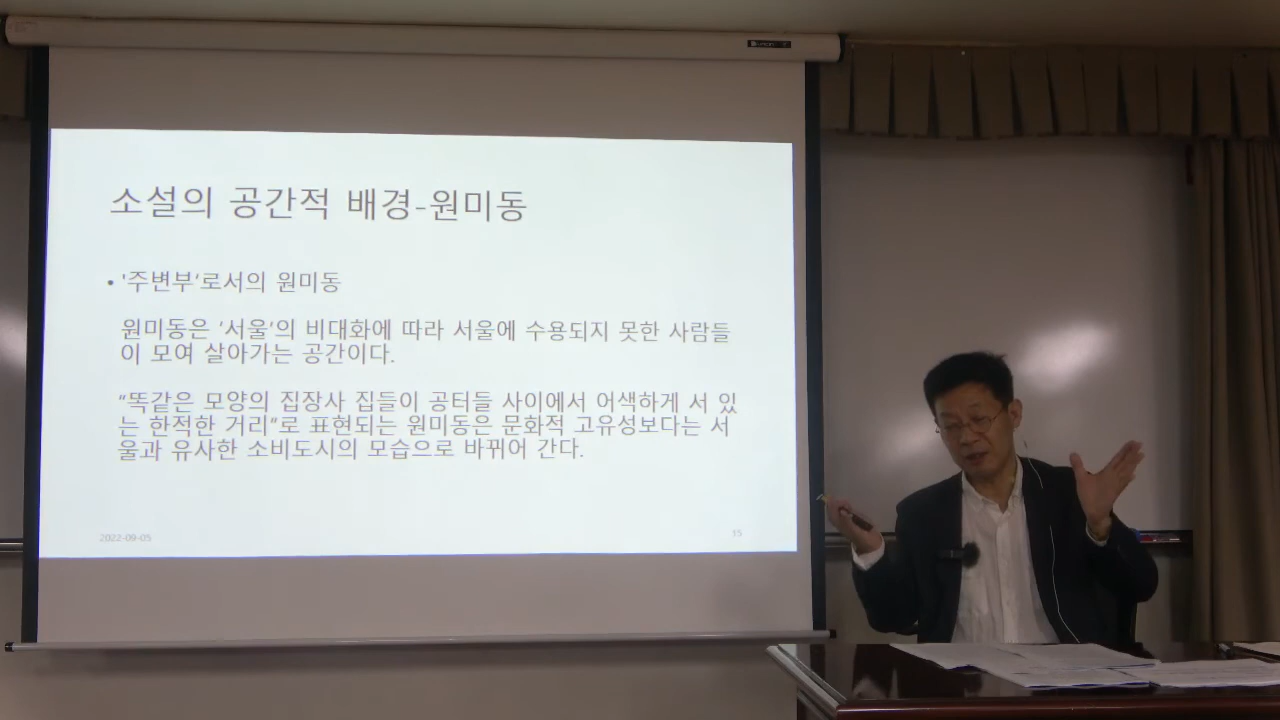 소설의 공간적 배경-원미동
• '주변부'로서의 원미동
원미동은 '서울'의 비대화에 따라 서울에 수용되지 못한 사람들
이 모여 살아가는 공간이다.
"똑같은 모양의 집장사 집들이 공터들 사이에서 어색하게 서 있
는 한적한 거리"로 표현되는 원미동은 문화적 고유성보다는 서
울과 유사한 소비도시의 모습으로 바뀌어 간다.
2022-09-05
15